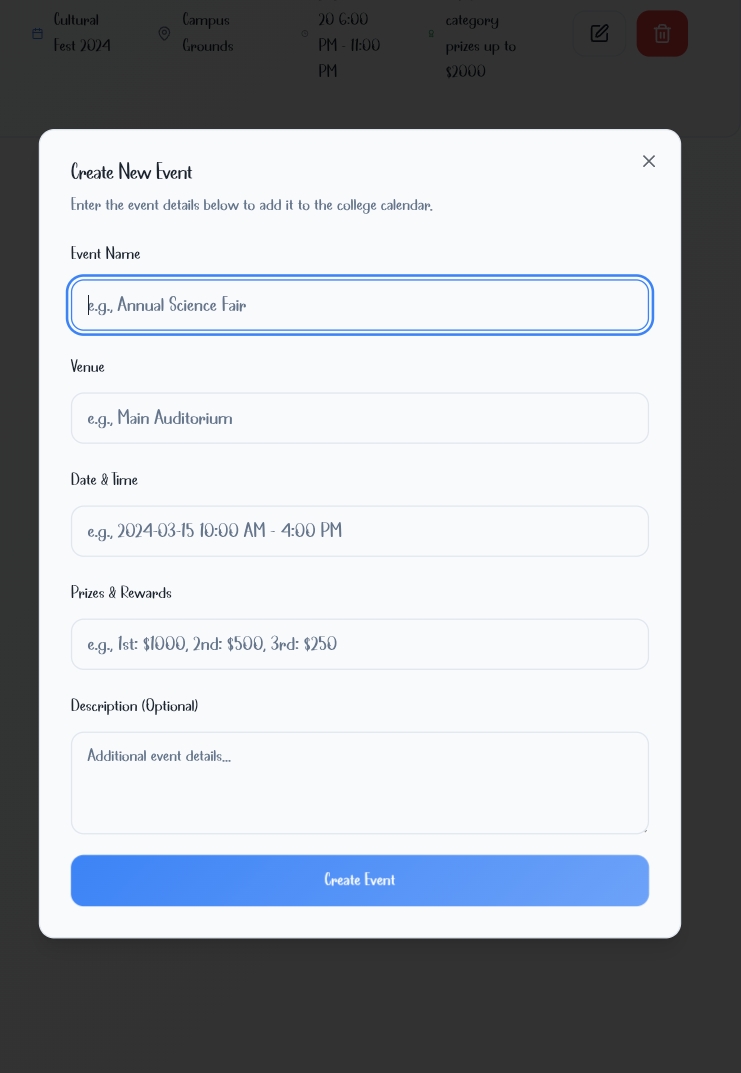 Cultural
Fest 2024
Campus
Grounds
20 6:00
PM - 11:00
PM
category
prizes up to
$2000
Create New Event
Enter the event details below to add it to the college calendar.
Event Name
e.g., Annual Science Fair
Venue
e.g., Main Auditorium
Date & Time
e.g., 2024-03-15 10:00 AM - 4:00 PM
Prizes & Rewards
e.g., 1st: $1000, 2nd: $500, 3rd: $250
Description (Optional)
Additional event details...
Create Event